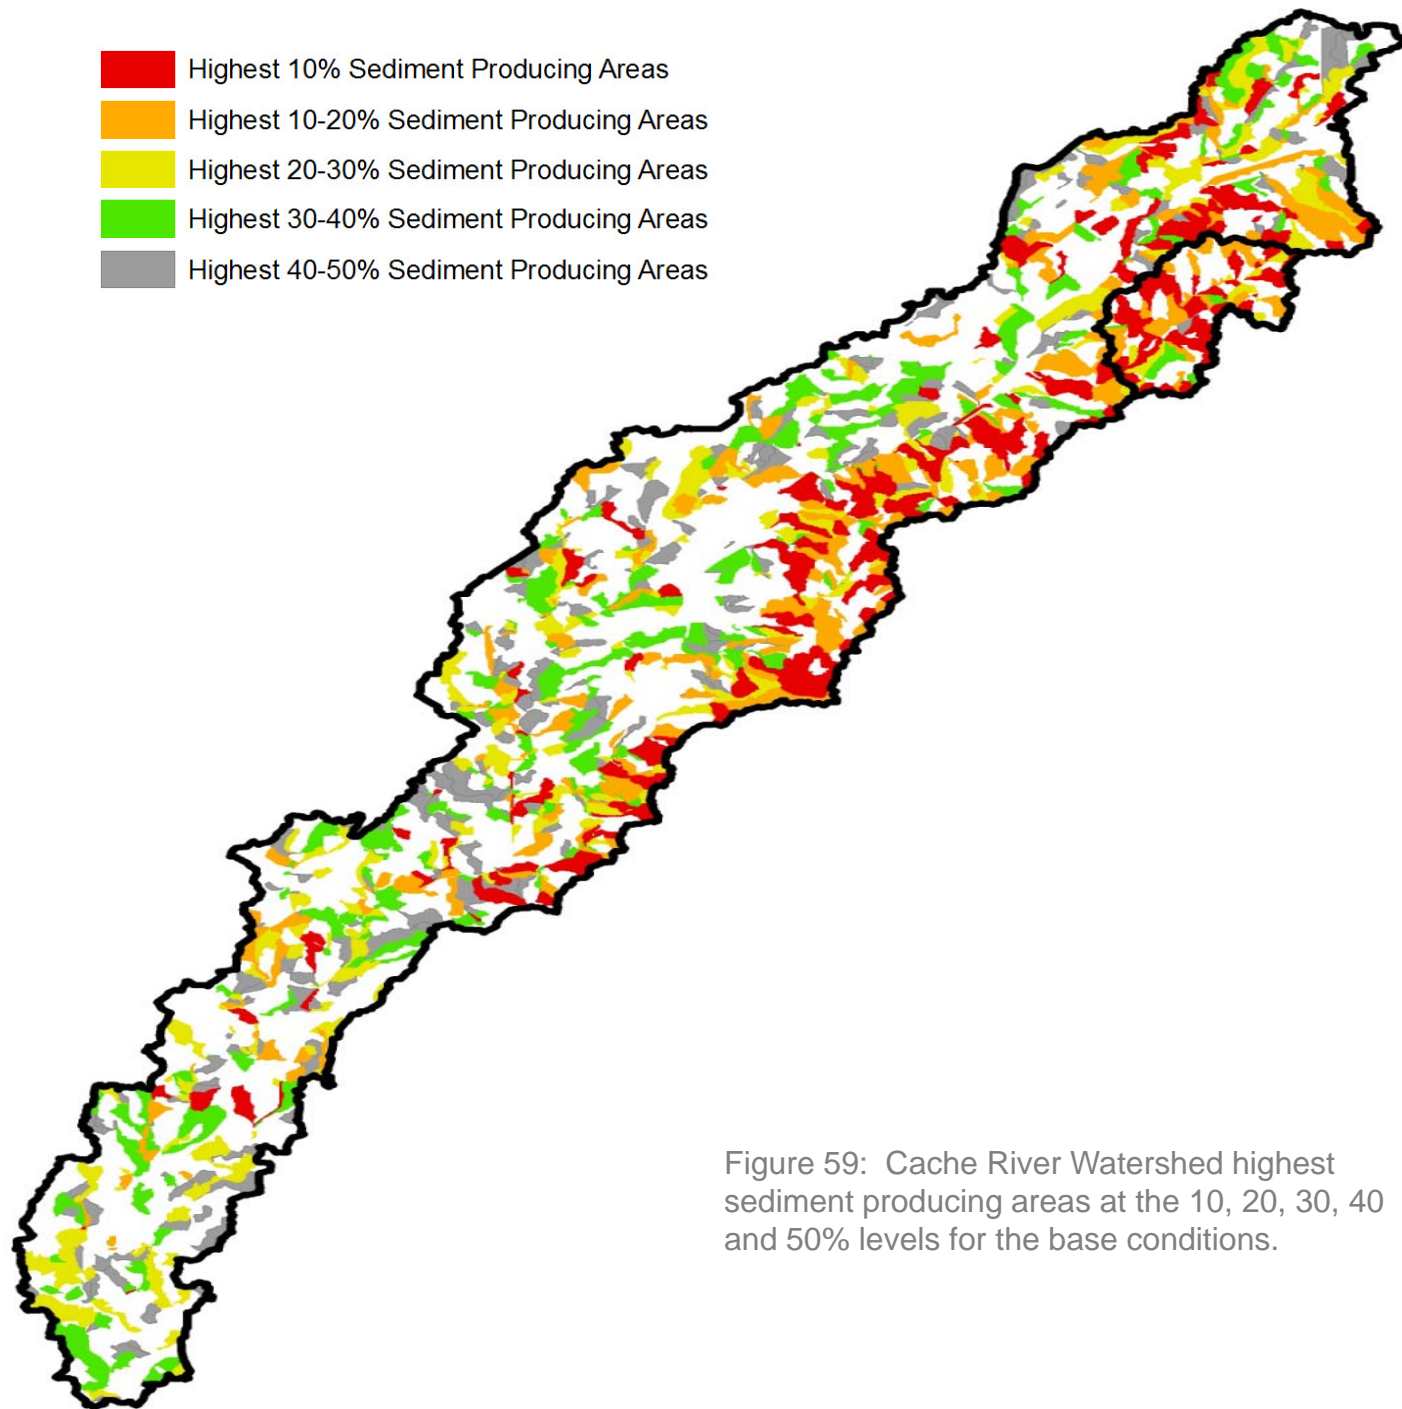 Highest 10% Sediment Producing Areas
Highest 10-20% Sediment Producing Areas
Highest 20-30% Sediment Producing Areas
Highest 30-40% Sediment Producing Areas
Highest 40-50% Sediment Producing Areas
Figure 59:  Cache River Watershed highest
sediment producing areas at the 10, 20, 30, 40
and 50% levels for the base conditions.